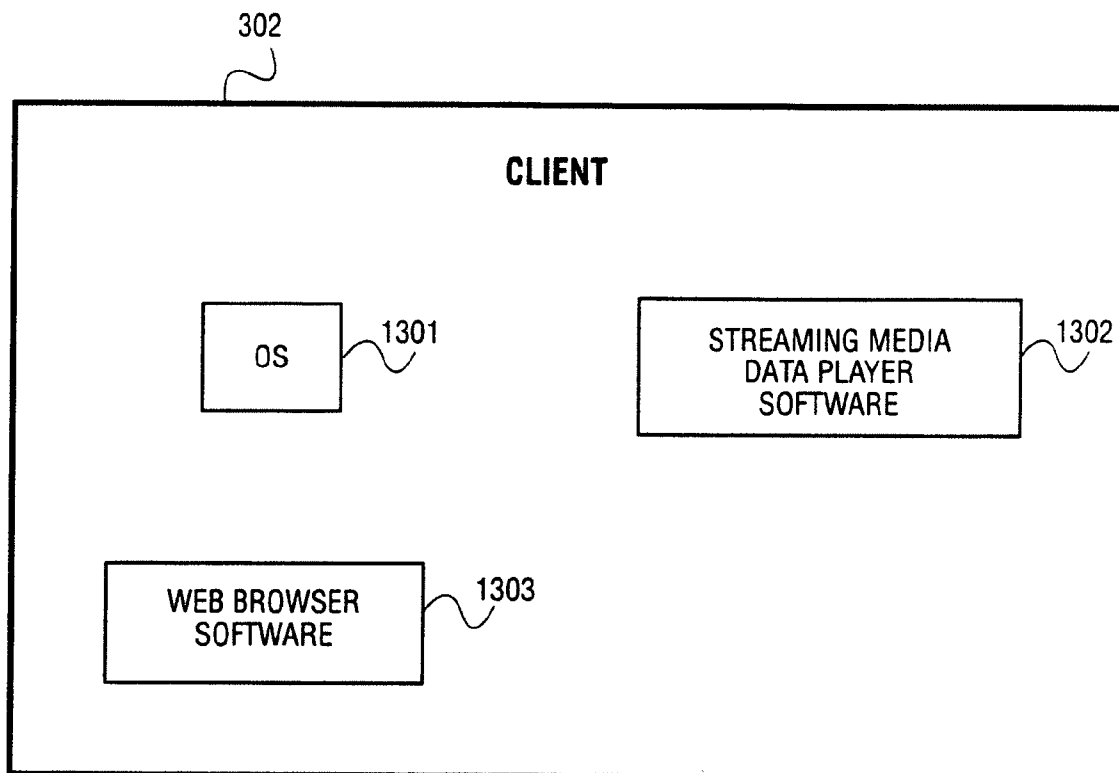 302
CLIENT
OS
1301
STREAMING MEDIA
DATA PLAYER
SOFTWARE
1302
WEB BROWSER
SOFTWARE
1303